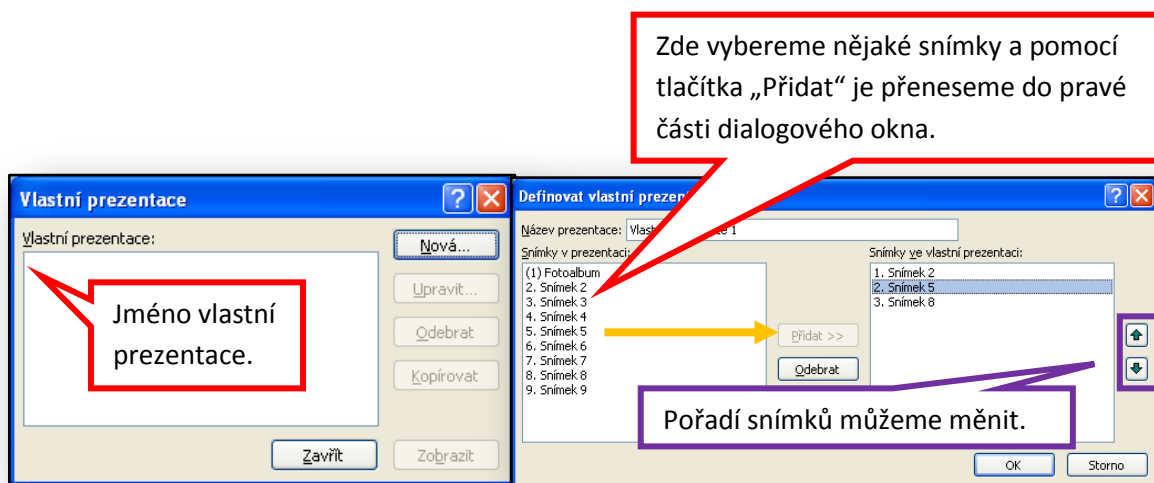 Zde vybereme nějaké snímky a pomocí
tlačítka „Přidat“ je přeneseme do pravé
části dialogového okna.
Vlastní prezentace
Vlastní prezentace:
Nová...
Upravit...
Odebrat
Kopírovat
Jméno vlastní
prezentace.
Zavřít
Zobrazit
Definovat vlastní
Název prezentace: 1
Snímky v prezentaci:
(1) Fotoalbum
2. Snímek 2
3. Snímek 3
4. Snímek 4
5. Snímek 5
6. Snímek 6
7. Snímek 7
8. Snímek 8
9. Snímek 9
Přidat >>
Odebrat
Snímky ve vlastní prezentaci:
1. Snímek 2
2. Snímek 5
3. Snímek 8
Pořadí snímků můžeme měnit.
OK
Storno